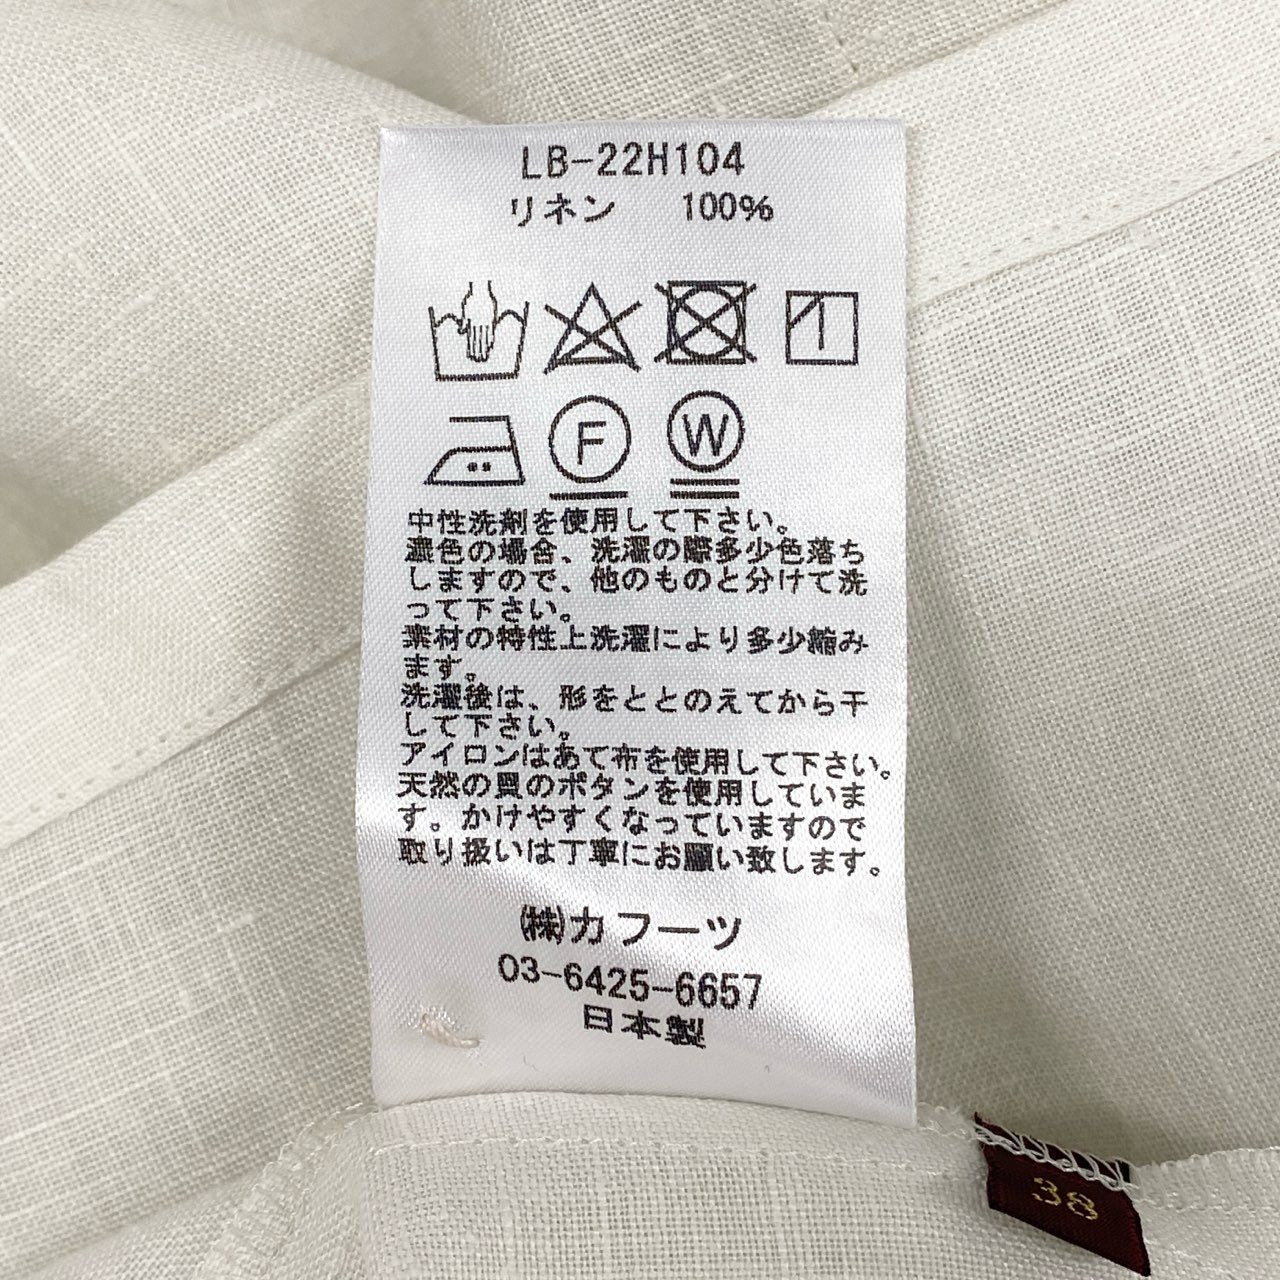 LB-22H104
リネン 100%
F W
中性洗剤を使用して下さい。
濃色の場合、洗濯の際多少色落ち
しますので、他のものと分けて洗
って下さい。
素材の特性上洗濯により多少縮み
ます。
洗濯後は、形をととのえてから干
して下さい。
アイロンはあて布を使用して下さい。
天然の貝のボタンを使用していま
す。かけやすくなっていますので
取り扱いは丁寧にお願い致します。
㈱カフーツ
03-6425-6657
日本製
38